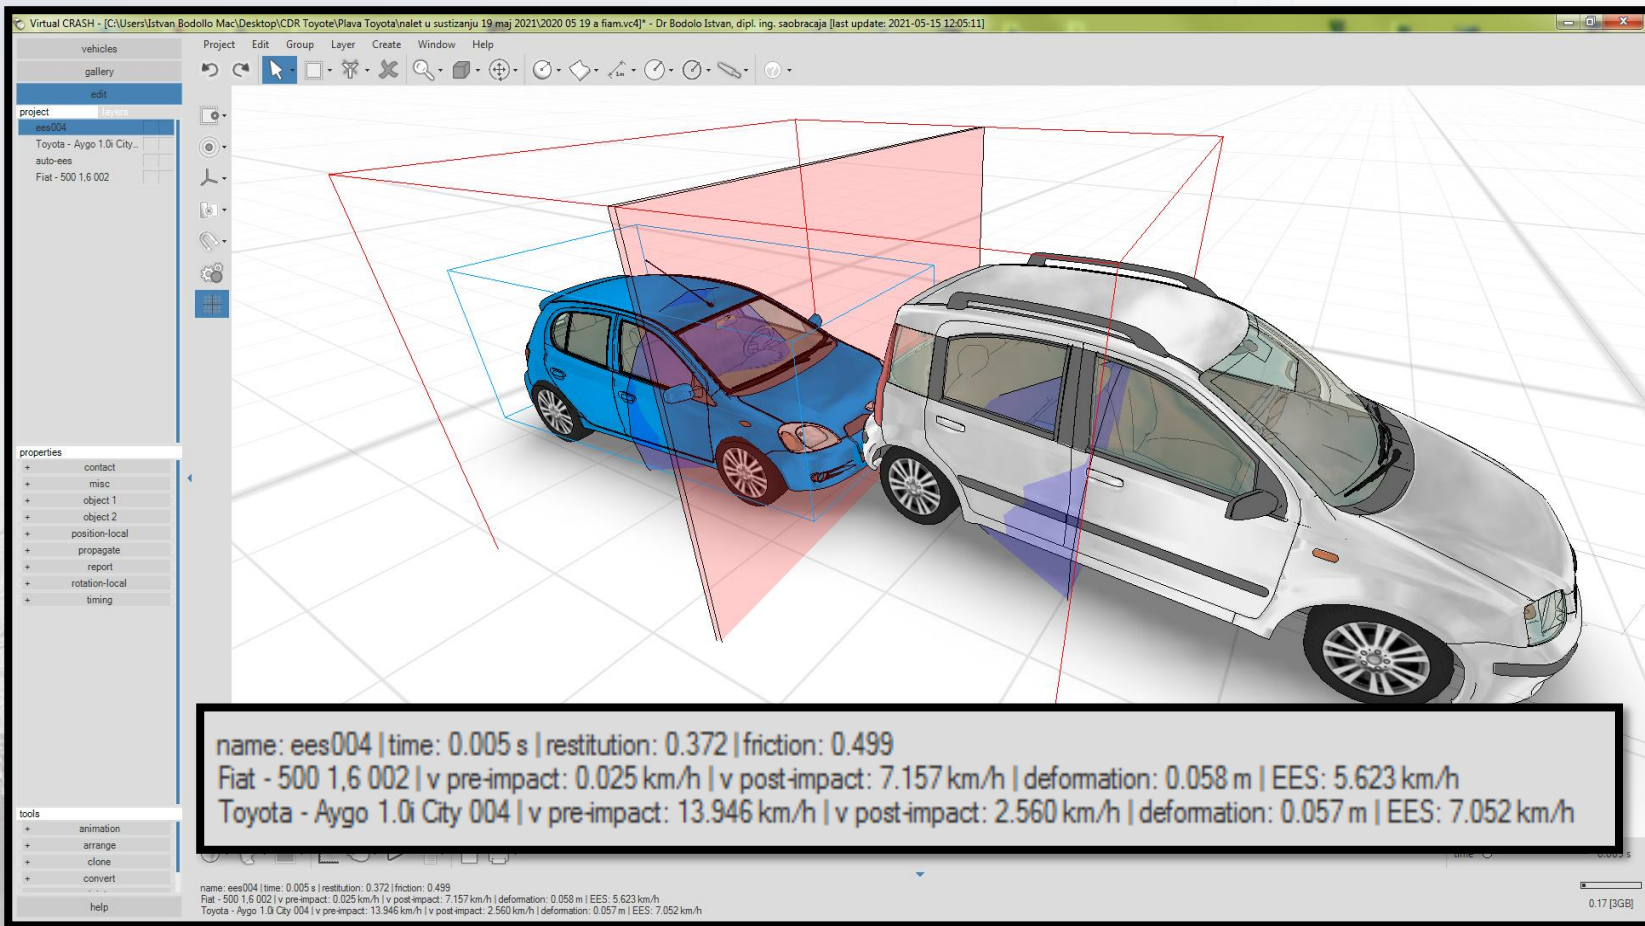 Virtual CRASH - [C:\Users\Istvan Bodollo Mac\Desktop\CDR Toyote\Plava Toyota\nalet u sustizanju 19 maj 2021\2020 05 19 a fiam.vc4]* - Dr Bodolo Istvan, dipl. ing. saobracaja [last update: 2021-05-15 12:05:11]
Project Edit Group Layer Create Window Help
vehicles
gallery
edit
project layers
ees004
Toyota - Aygo 1.0i City...
auto-ees
Fiat - 500 1,6 002
properties
+ contact
+ misc
+ object 1
+ object 2
+ position-local
+ propagate
+ report
+ rotation-local
+ timing
tools
+ animation
+ arrange
+ clone
+ convert
help
name: ees004 | time: 0.005 s | restitution: 0.372 | friction: 0.499
Fiat - 500 1,6 002 | v pre-impact: 0.025 km/h | v post-impact: 7.157 km/h | deformation: 0.058 m | EES: 5.623 km/h
Toyota - Aygo 1.0i City 004 | v pre-impact: 13.946 km/h | v post-impact: 2.560 km/h | deformation: 0.057 m | EES: 7.052 km/h
name: ees004 | time: 0.005 s | restitution: 0.372 | friction: 0.499
Fiat - 500 1,6 002 | v pre-impact: 0.025 km/h | v post-impact: 7.157 km/h | deformation: 0.058 m | EES: 5.623 km/h
Toyota - Aygo 1.0i City 004 | v pre-impact: 13.946 km/h | v post-impact: 2.560 km/h | deformation: 0.057 m | EES: 7.052 km/h
0.17 [3GB]